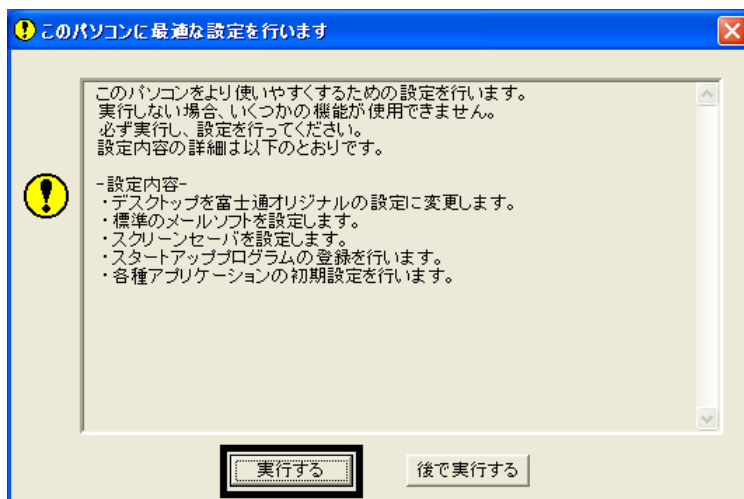 このパソコンに最適な設定を行います
このパソコンをより使いやすくするための設定を行います。
実行しない場合、いくつかの機能が使用できません。
必ず実行し、設定を行ってください。
設定内容の詳細は以下のとおりです。
-設定内容-
・デスクトップを富士通オリジナルの設定に変更します。
・標準のメールソフトを設定します。
・スクリーンセーバを設定します。
・スタートアッププログラムの登録を行います。
・各種アプリケーションの初期設定を行います。
実行する
後で実行する